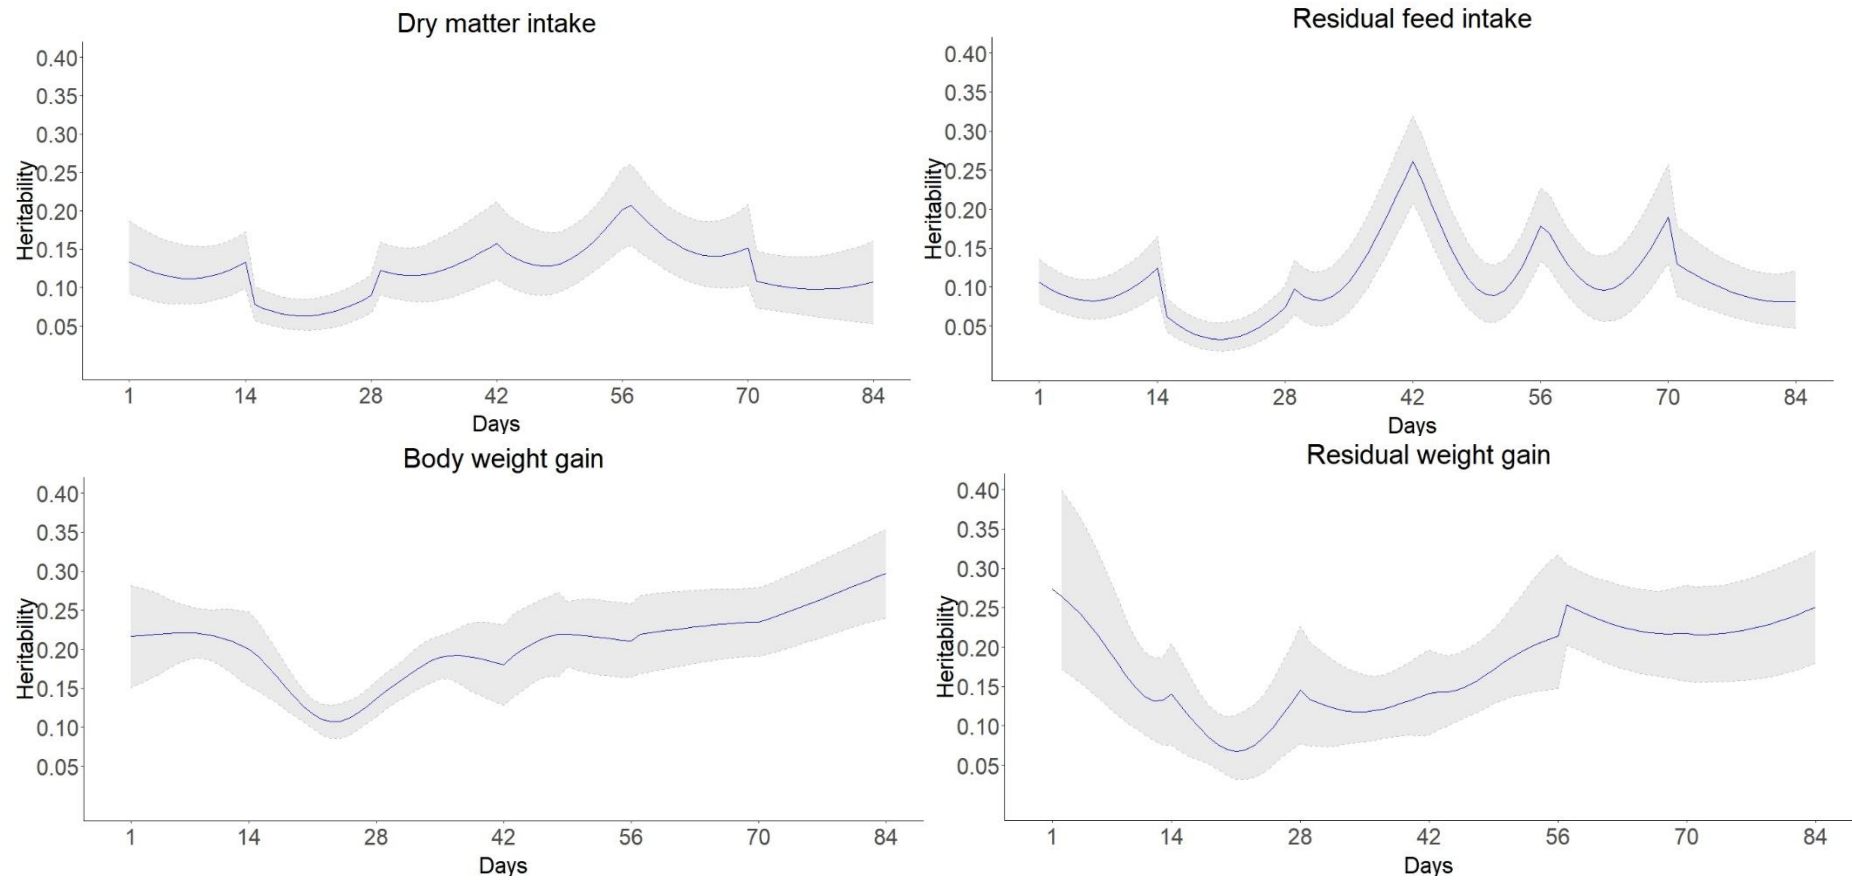 Dry matter intake
0.40
0.35
0.30
0.25
0.20
0.15
0.10
0.05
Heritability
1 14 28 42 56 70 84
Days
Residual feed intake
0.40
0.35
0.30
0.25
0.20
0.15
0.10
0.05
Heritability
1 14 28 42 56 70 84
Days
Body weight gain
0.40
0.35
0.30
0.25
0.20
0.15
0.10
0.05
Heritability
1 14 28 42 56 70 84
Days
Residual weight gain
0.40
0.35
0.30
0.25
0.20
0.15
0.10
0.05
Heritability
1 14 28 42 56 70 84
Days